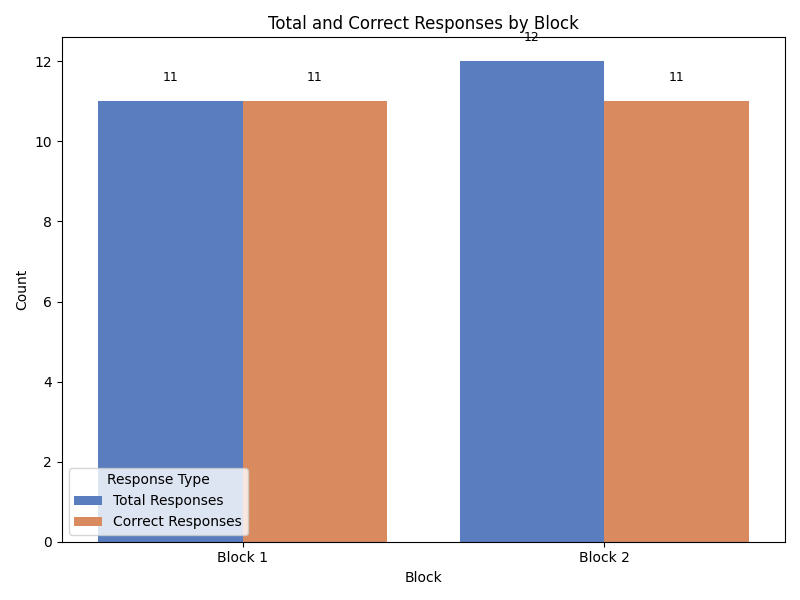 Total and Correct Responses by Block
12
11
11
11
12
10
8
6
4
2
0
Count
Response Type
Total Responses
Correct Responses
Block 1
Block 2
Block